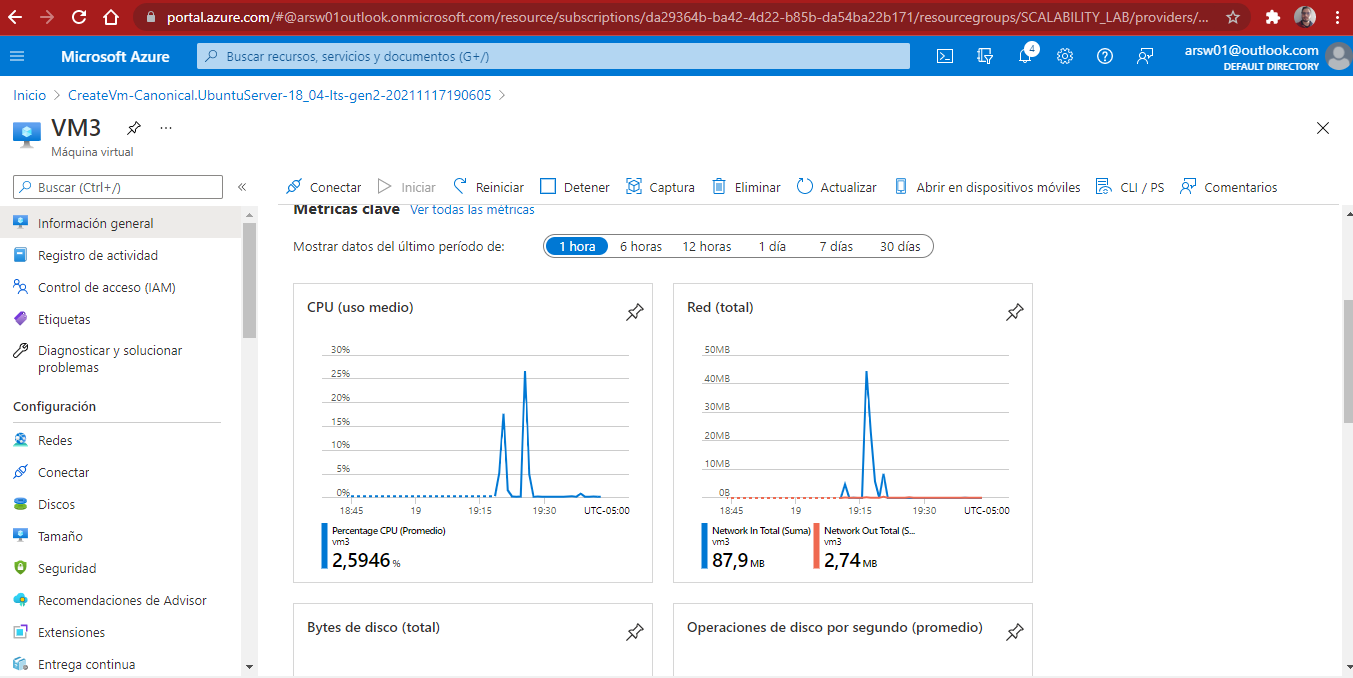 portal.azure.com/#@arsw01outlook.onmicrosoft.com/resource/subscriptions/da29364b-ba42-4d22-b85b-da54ba22b171/resourcegroups/SCALABILITY_LAB/providers/...
Microsoft Azure
Buscar recursos, servicios y documentos (G+/)
4
arsw01@outlook.com
DEFAULT DIRECTORY
Inicio > CreateVm-Canonical.UbuntuServer-18_04-lts-gen2-20211117190605 >
VM3
...
Máquina virtual
Buscar (Ctrl+/)
«
Conectar
Iniciar
Reiniciar
Detener
Captura
Eliminar
Actualizar
Abrir en dispositivos móviles
CLI / PS
Comentarios
Información general
Registro de actividad
Control de acceso (IAM)
Etiquetas
Diagnosticar y solucionar
problemas
Configuración
Redes
Conectar
Discos
Tamaño
Seguridad
Recomendaciones de Advisor
Extensiones
Entrega continua
Métricas clave Ver todas las métricas
Mostrar datos del último período de:
1 hora 6 horas 12 horas 1 día 7 días 30 días
CPU (uso medio)
30%
25%
20%
15%
10%
5%
0%
18:45 19 19:15 19:30 UTC-05:00
Percentage CPU (Promedio)
vm3
2,5946 %
Red (total)
50MB
40MB
30MB
20MB
10MB
0B
18:45 19 19:15 19:30 UTC-05:00
Network In Total (Suma)
vm3
87,9 MB
Network Out Total (S...
vm3
2,74 MB
Bytes de disco (total)
Operaciones de disco por segundo (promedio)